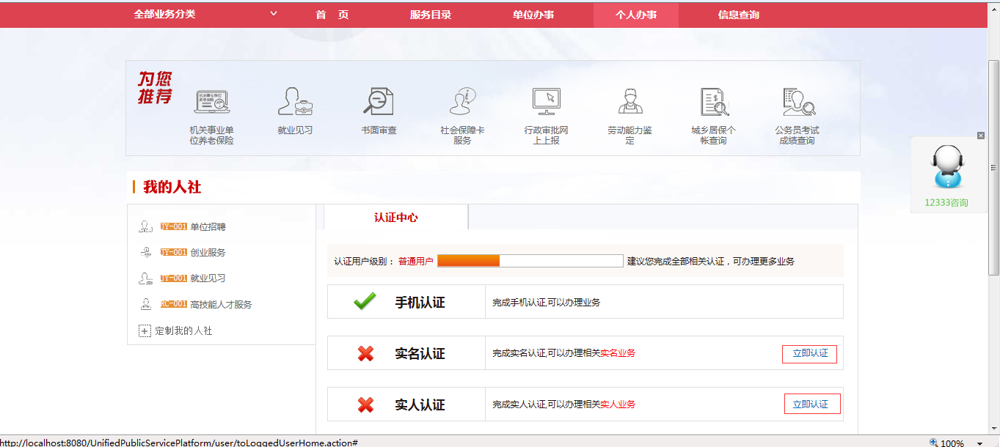 全部业务分类
首 页
服务目录
单位办事
个人办事
信息查询
为您
推荐
机关事业单
位养老保险
就业见习
书面审查
社会保障卡
服务
行政审批网
上上报
劳动能力鉴
定
城乡居保个
帐查询
公务员考试
成绩查询
12333咨询
我的人社
JY-001 单位招聘
JY-001 创业服务
JY-001 就业见习
RC-001 高技能人才服务
定制我的人社
认证中心
认证用户级别： 普通用户 建议您完成全部相关认证，可办理更多业务
手机认证 完成手机认证,可以办理业务
实名认证 完成实名认证,可以办理相关实名业务 立即认证
实人认证 完成实人认证,可以办理相关实人业务 立即认证
http://localhost:8080/UnifiedPublicServicePlatform/user/toLoggedUserHome.action#
100%